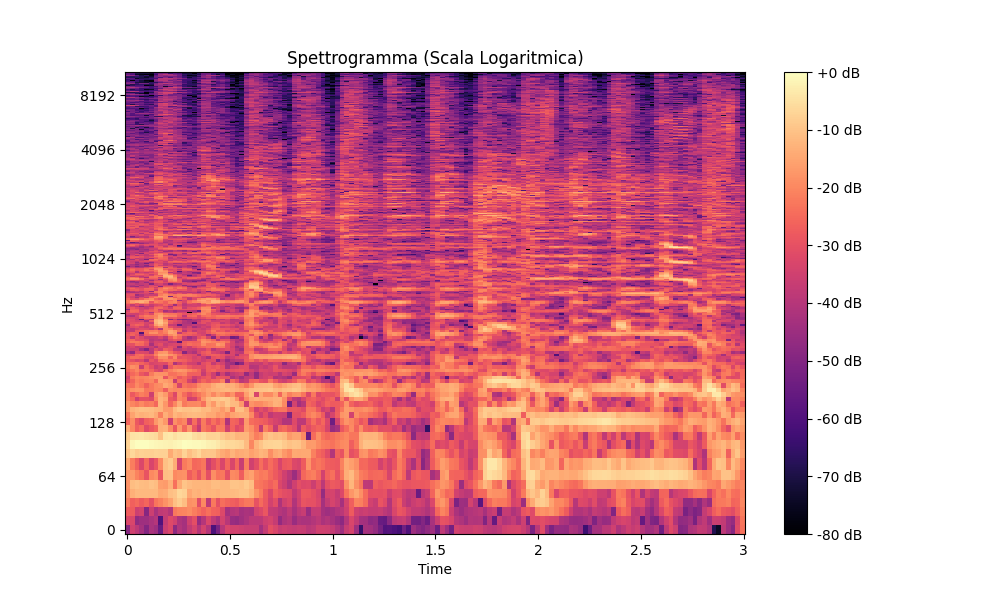 Spettrogramma (Scala Logaritmica)
Hz
8192
4096
2048
1024
512
256
128
64
0
0
0.5
1
1.5
2
2.5
3
Time
+0 dB
-10 dB
-20 dB
-30 dB
-40 dB
-50 dB
-60 dB
-70 dB
-80 dB